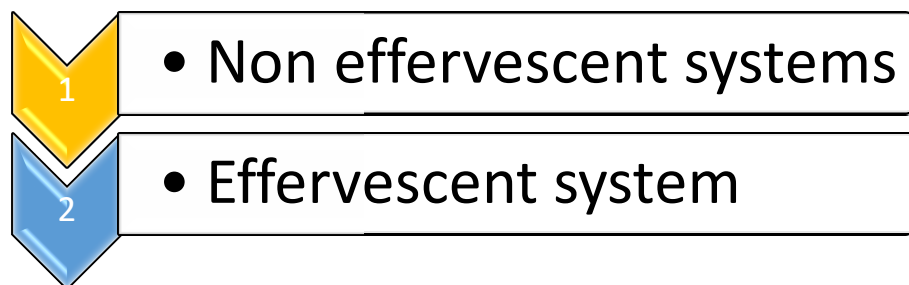 1
• Non effervescent systems
2
• Effervescent system